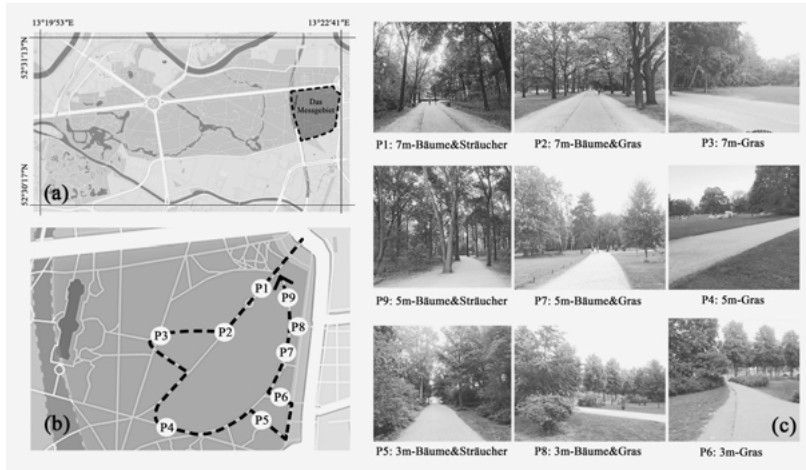 13°19'53"E
13°22'41"E
52°31'13"N
Das
Messgebiet
52°30'17"N
(a)
P1: 7m-Bäume&Sträucher
P2: 7m-Bäume&Gras
P3: 7m-Gras
(b)
P1
P9
P2
P3
P8
P7
P6
P5
P4
P9: 5m-Bäume&Sträucher
P7: 5m-Bäume&Gras
P4: 5m-Gras
(c)
P5: 3m-Bäume&Sträucher
P8: 3m-Bäume&Gras
P6: 3m-Gras